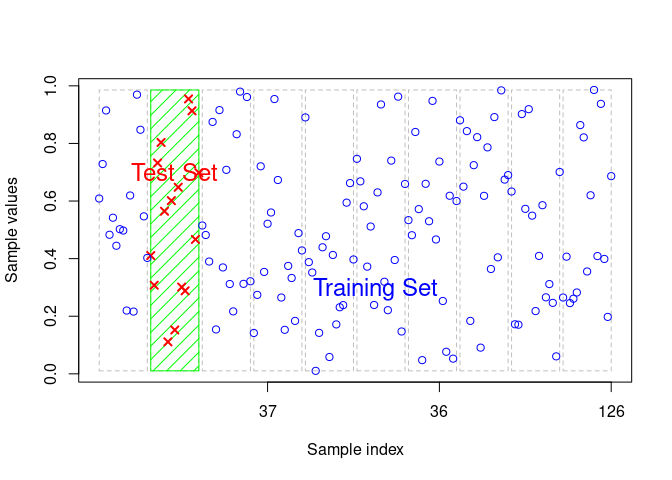 1.0
0.8
0.6
0.4
0.2
0.0
Sample values
Test Set
Training Set
37 36 126
Sample index